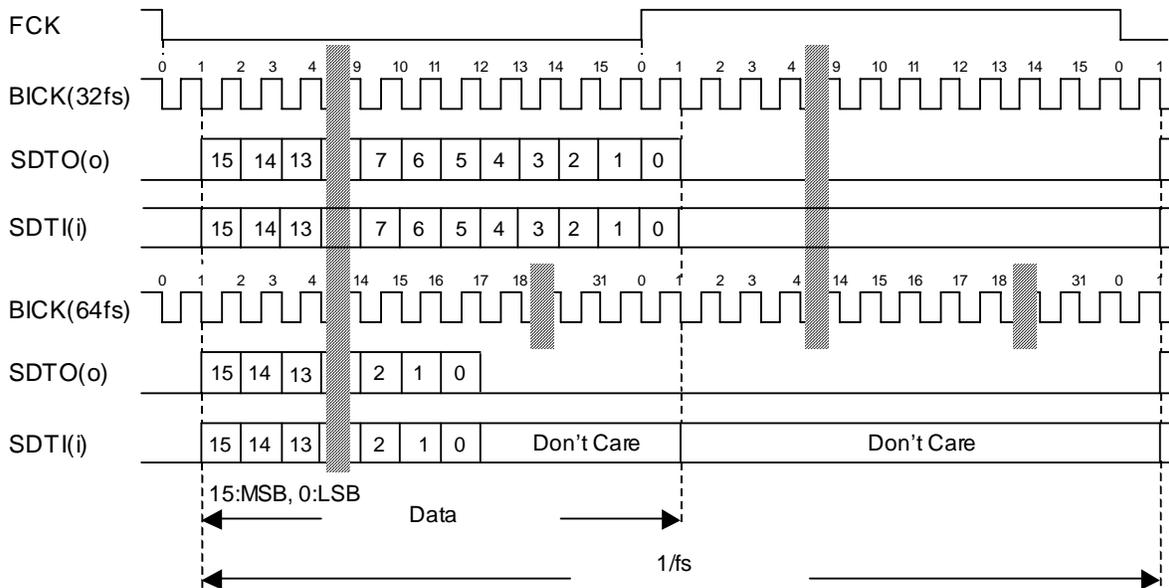 FCK
0 1 2 3 4 9 10 11 12 13 14 15 0 1 2 3 4 9 10 11 12 13 14 15 0 1
BICK(32fs)
SDTO(o) 15 14 13 7 6 5 4 3 2 1 0
SDTI(i) 15 14 13 7 6 5 4 3 2 1 0
0 1 2 3 4 14 15 16 17 18 31 0 1 2 3 4 14 15 16 17 18 31 0 1
BICK(64fs)
SDTO(o) 15 14 13 2 1 0
SDTI(i) 15 14 13 2 1 0 Don't Care Don't Care
15:MSB, 0:LSB
Data
1/fs